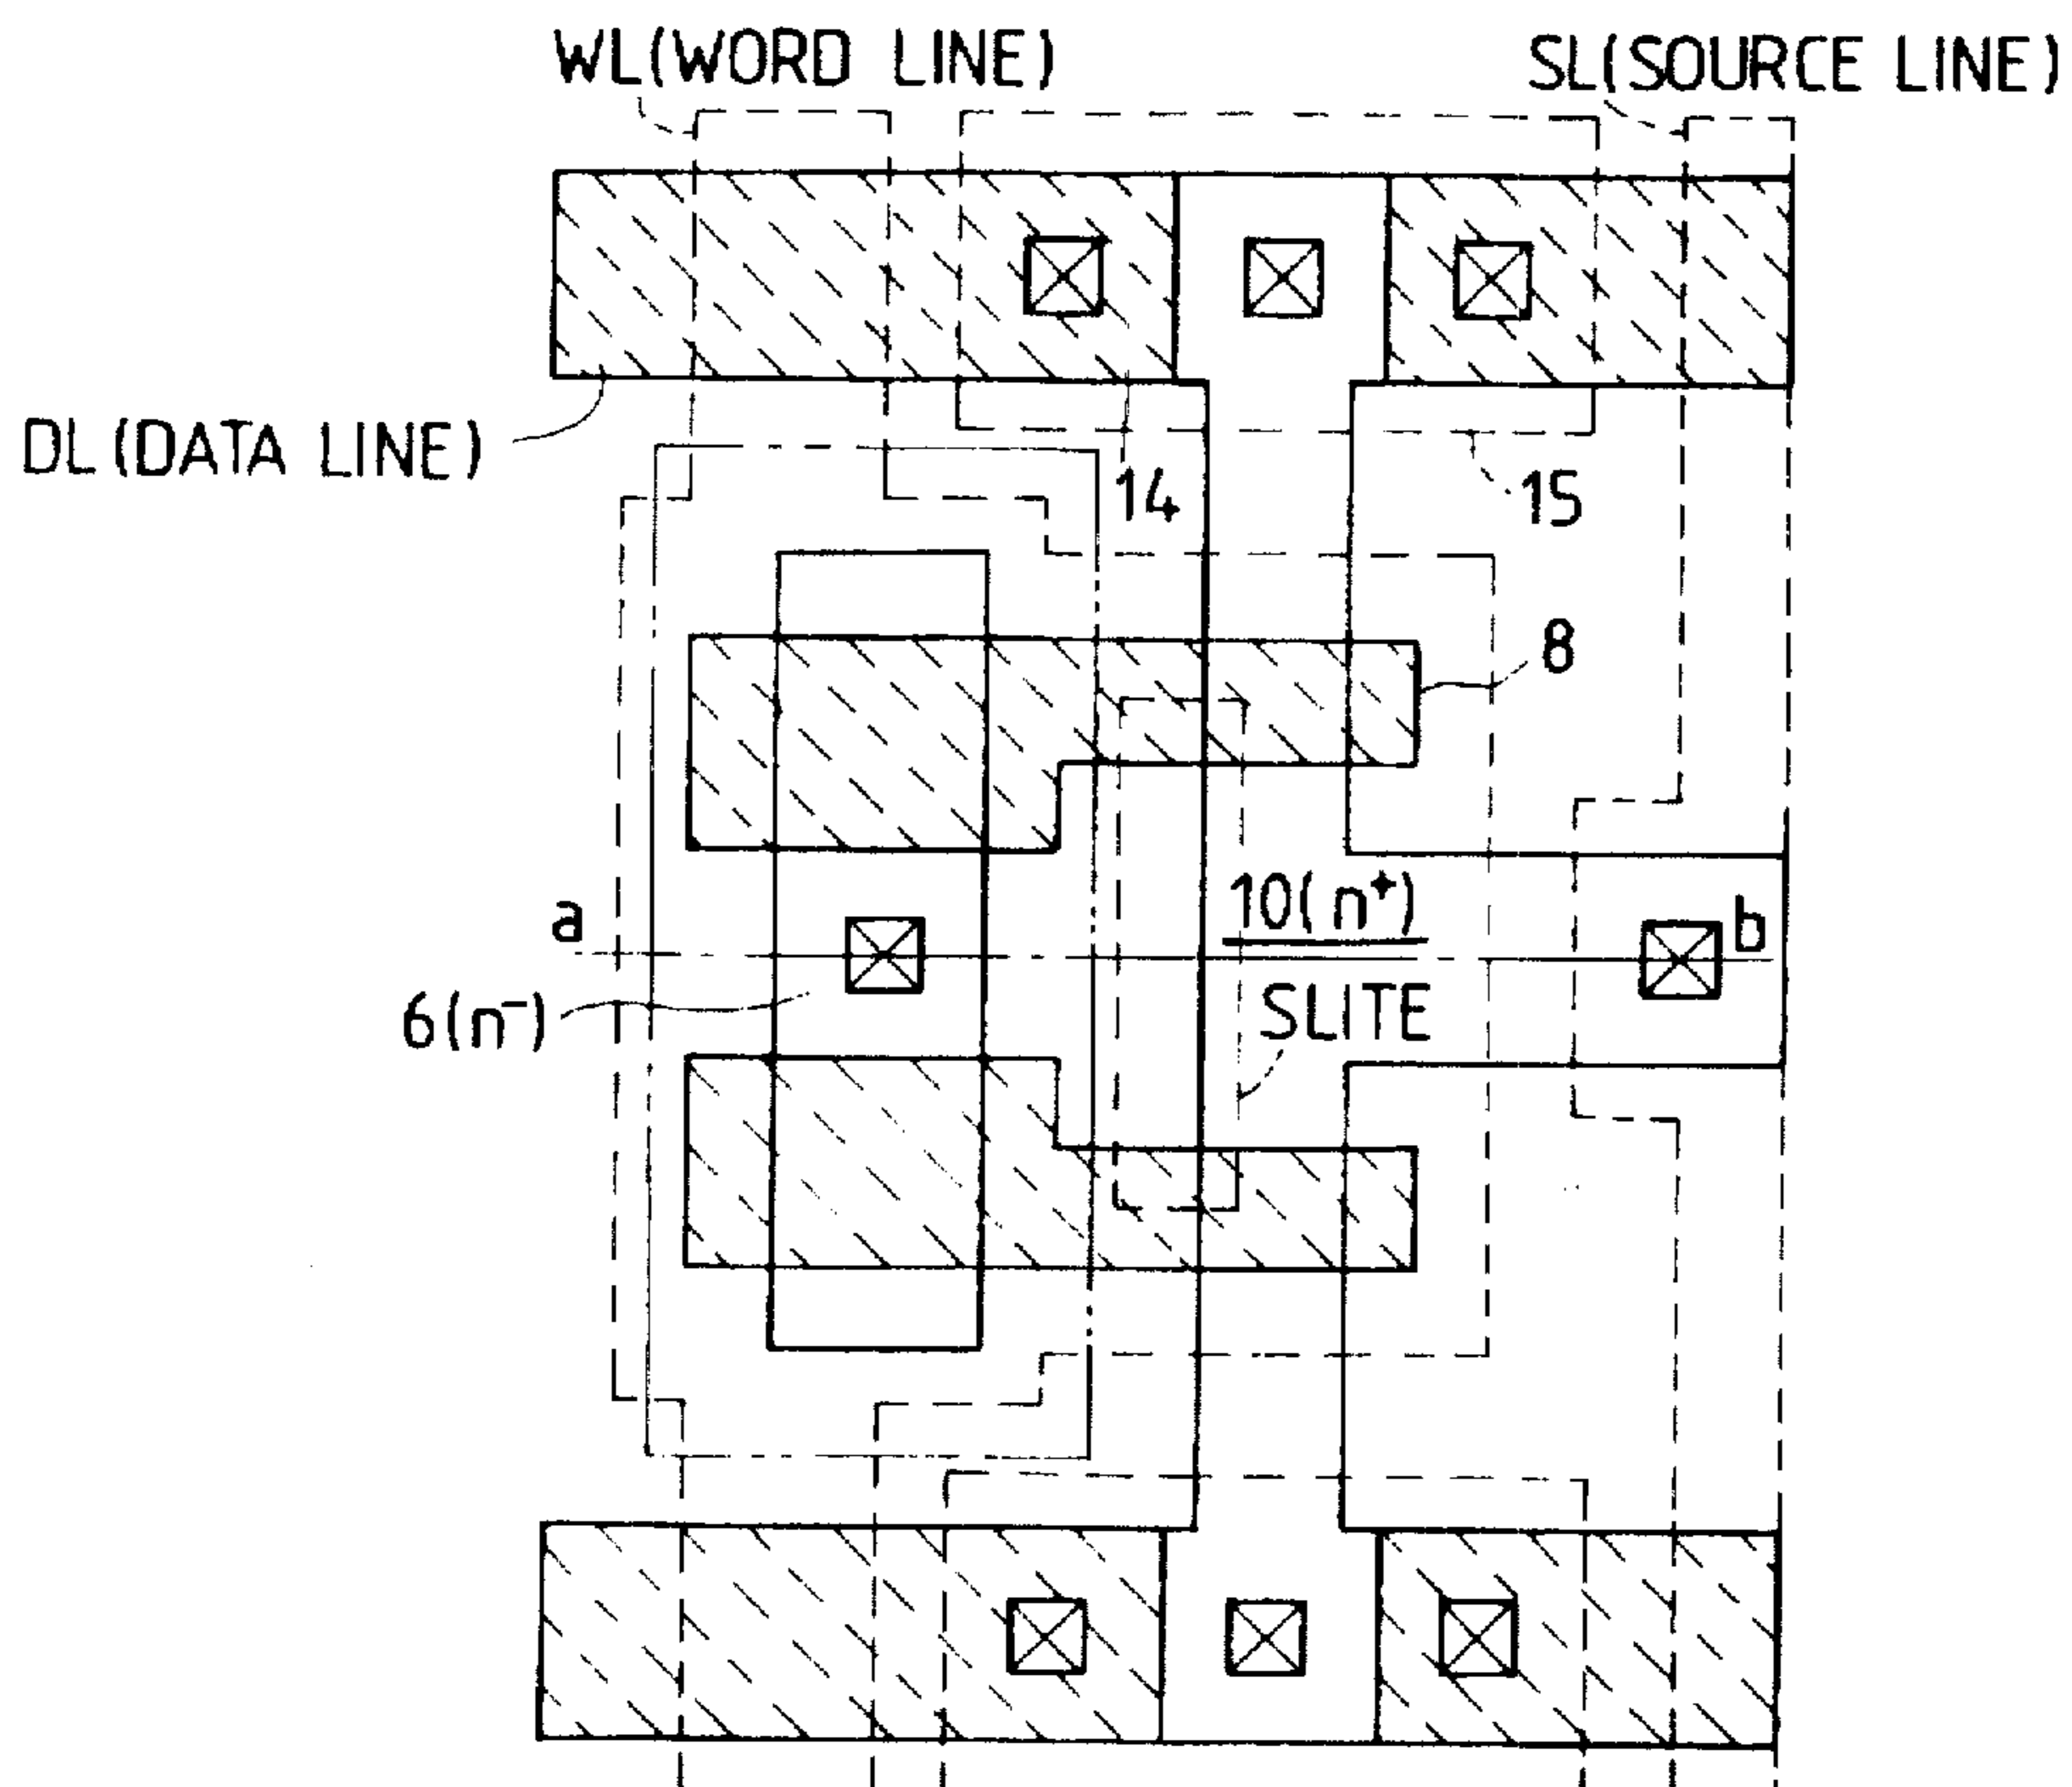 WL(WORD LINE)
SL(SOURCE LINE)
DL(DATA LINE)
14
15
8
10(n+)
a
b
6(n-)
SLITE